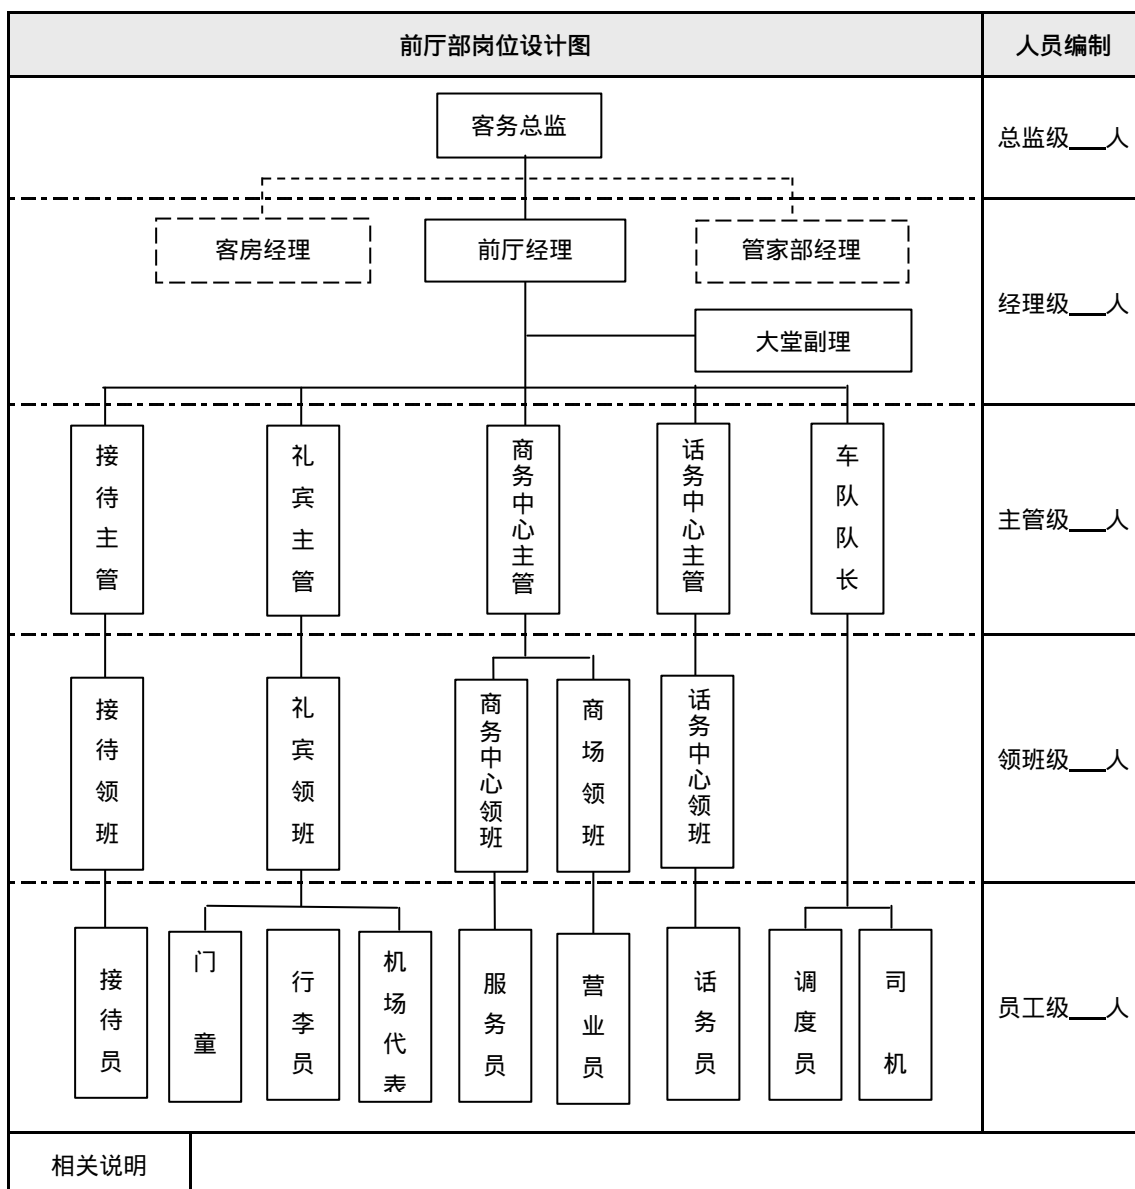 前厅部岗位设计图
人员编制
客务总监
总监级___人
客房经理
前厅经理
管家部经理
大堂副理
经理级___人
接待主管
礼宾主管
商务中心主管
话务中心主管
车队队长
主管级___人
接待领班
礼宾领班
商务中心领班
商场领班
话务中心领班
领班级___人
接待员
门童
行李员
机场代表
服务员
营业员
话务员
调度员
司机
员工级___人
相关说明